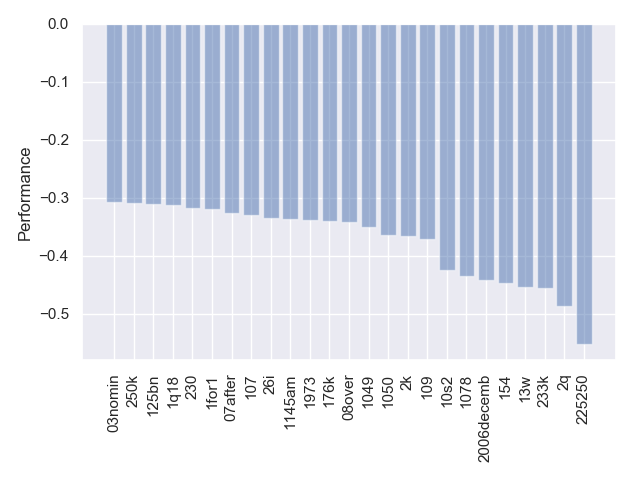 0.0
−0.1
−0.2
−0.3
−0.4
−0.5
Performance
03nomin
250k
125bn
1q18
230
1for1
07after
107
26i
1145am
1973
176k
08over
1049
1050
2k
109
10s2
1078
2006decemb
154
13w
233k
2q
225250